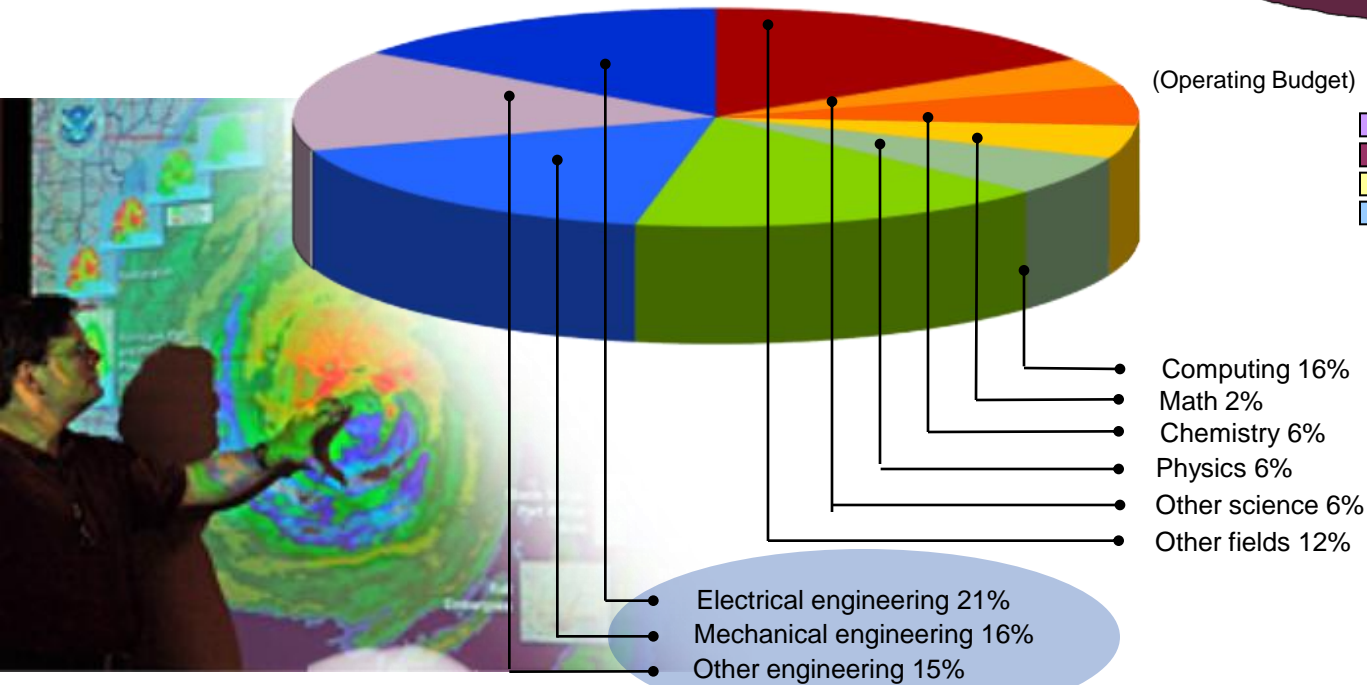 (Operating Budget)
Computing 16%
Math 2%
Chemistry 6%
Physics 6%
Other science 6%
Other fields 12%
Electrical engineering 21%
Mechanical engineering 16%
Other engineering 15%